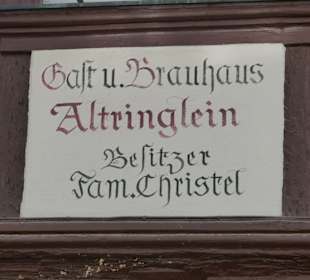 Gaſt u. Brauhaus
Altringlein
Beſitzer
Fam. Chriſtel